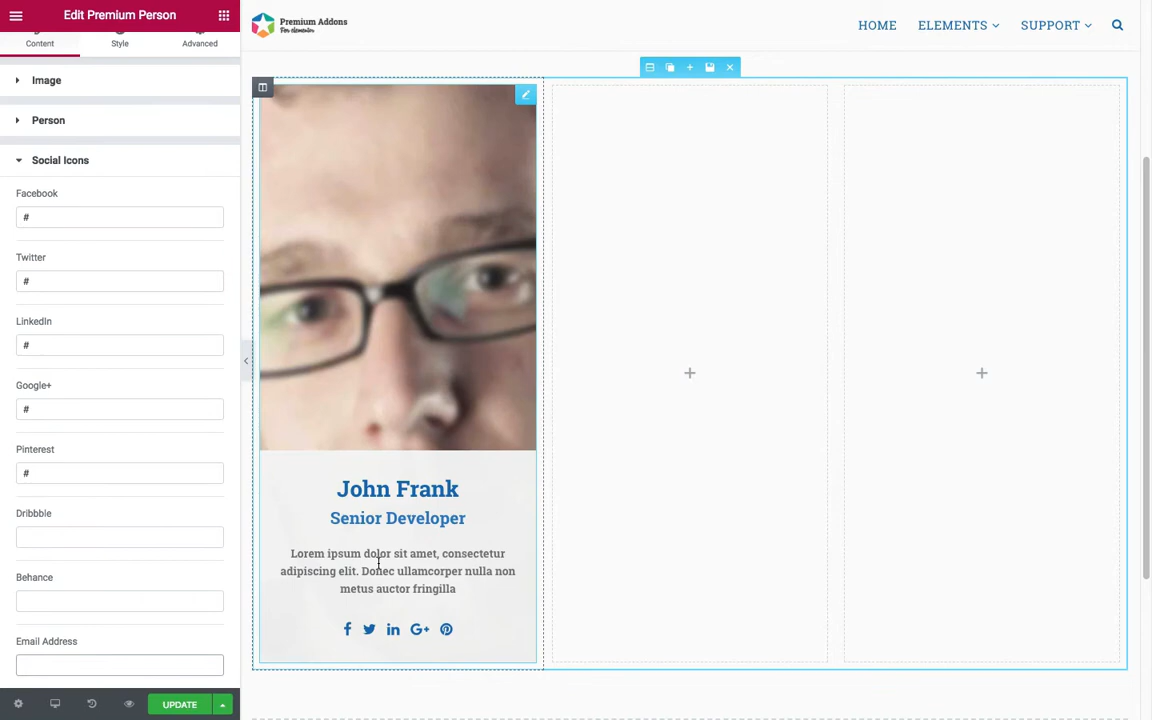 Edit Premium Person
Content
Style
Advanced
Image
Person
Social Icons
Facebook
#
Twitter
#
LinkedIn
#
Google+
#
Pinterest
#
Dribbble
Behance
Email Address
UPDATE
Premium Addons
For elementor
HOME
ELEMENTS
SUPPORT
John Frank
Senior Developer
Lorem ipsum dolor sit amet, consectetur
adipiscing elit. Donec ullamcorper nulla non
metus auctor fringilla